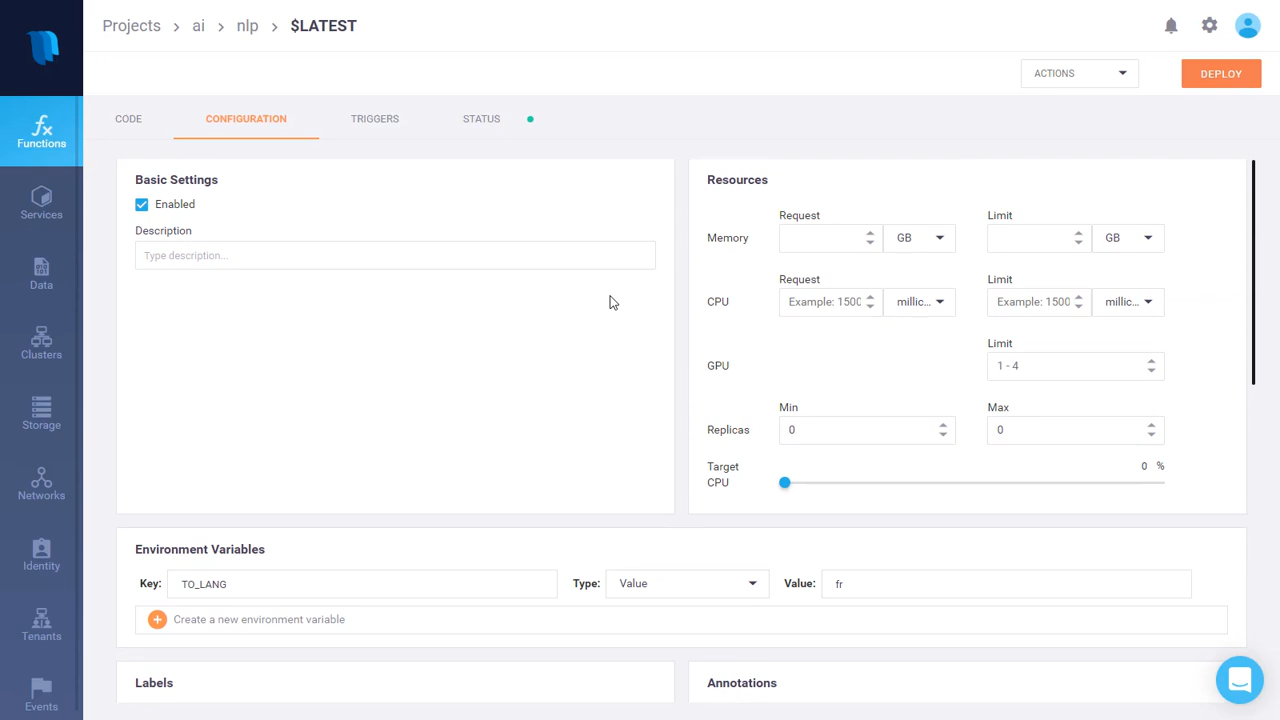 Projects > ai > nlp > $LATEST
ACTIONS
DEPLOY
CODE
CONFIGURATION
TRIGGERS
STATUS
fx
Functions
Services
Data
Clusters
Storage
Networks
Identity
Tenants
Events
Basic Settings
Enabled
Description
Type description...
Resources
Request
Limit
Memory
GB
GB
Request
Limit
CPU
Example: 1500
millic...
Example: 1500
millic...
Limit
GPU
1 - 4
Min
Max
Replicas
0
0
Target
CPU
0 %
Environment Variables
Key: TO_LANG Type: Value Value: fr
Create a new environment variable
Labels
Annotations